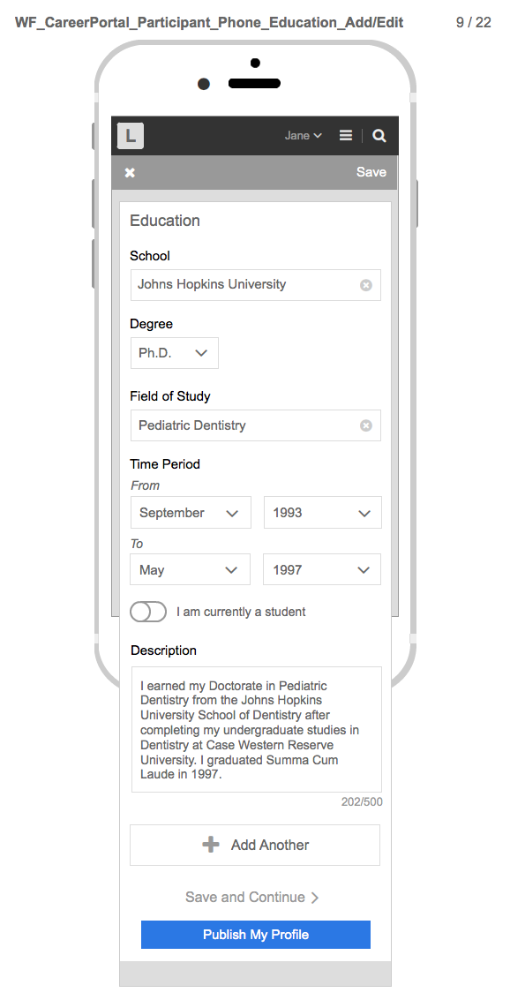 WF_CareerPortal_Participant_Phone_Education_Add/Edit 9 / 22
L Jane
Save
Education
School
Johns Hopkins University
Degree
Ph.D.
Field of Study
Pediatric Dentistry
Time Period
From
September 1993
To
May 1997
I am currently a student
Description
I earned my Doctorate in Pediatric
Dentistry from the Johns Hopkins
University School of Dentistry after
completing my undergraduate studies in
Dentistry at Case Western Reserve
University. I graduated Summa Cum
Laude in 1997.
202/500
Add Another
Save and Continue
Publish My Profile